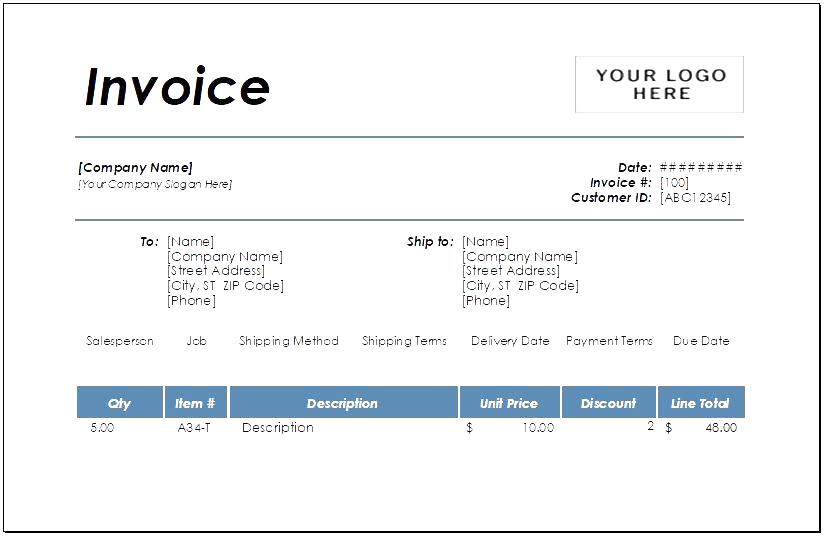 Invoice
YOUR LOGO
HERE
[Company Name]
[Your Company Slogan Here]
Date: #########
Invoice #: [100]
Customer ID: [ABC12345]
To: [Name]
[Company Name]
[Street Address]
[City, ST ZIP Code]
[Phone]
Ship to: [Name]
[Company Name]
[Street Address]
[City, ST ZIP Code]
[Phone]
Salesperson Job Shipping Method Shipping Terms Delivery Date Payment Terms Due Date
Qty Item # Description Unit Price Discount Line Total
5.00 A34-T Description $ 10.00 2 $ 48.00